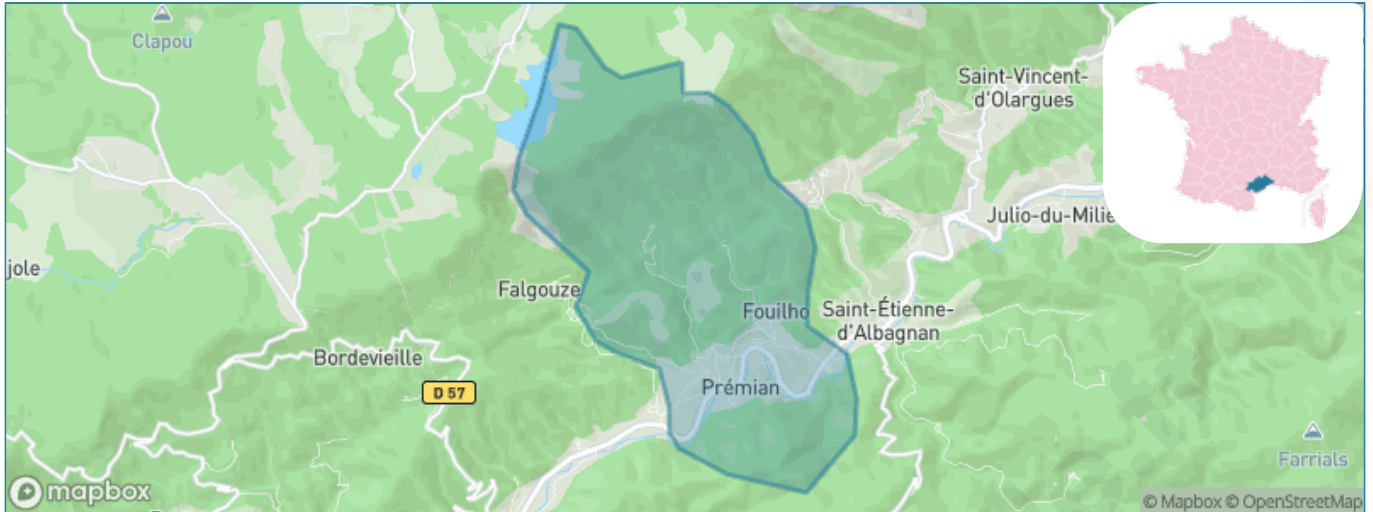 Clapou
Saint-Vincent-
d'Olargues
Julio-du-Milie
jole
Falgouze
Fouilho
Saint-Étienne-
d'Albagnan
Bordevieille
D 57
Prémian
Farrials
mapbox
© Mapbox © OpenStreetMap